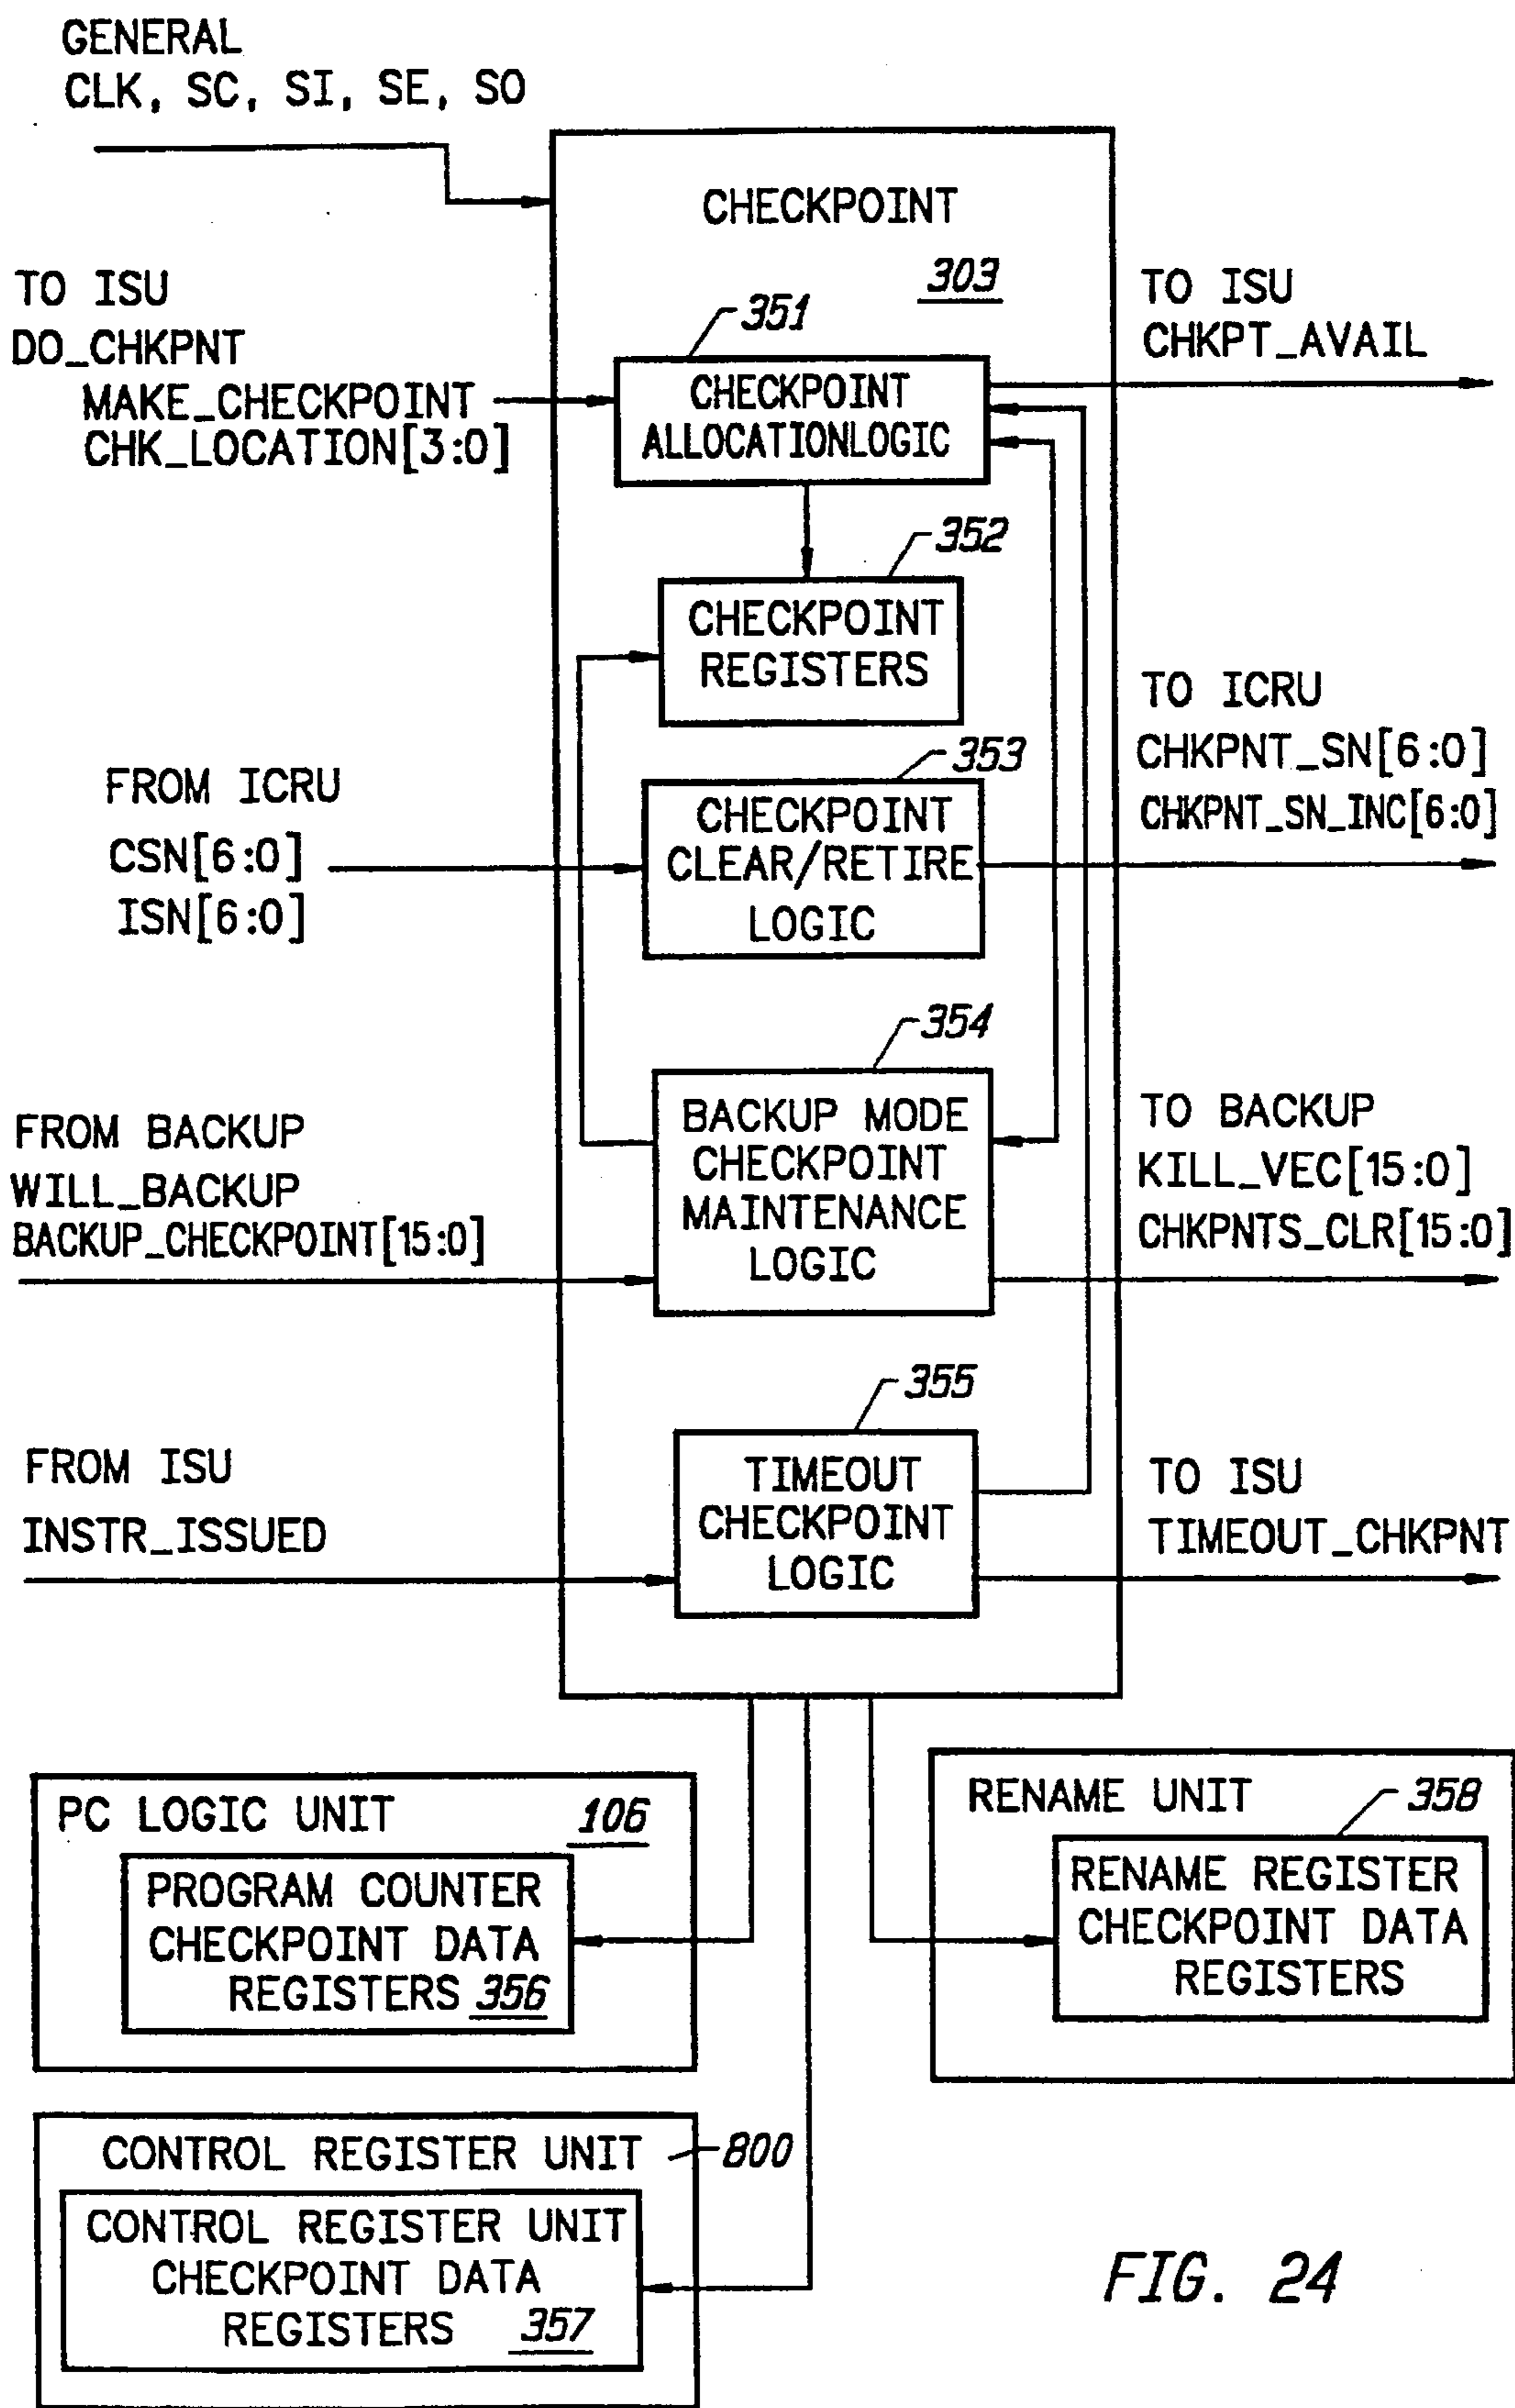 GENERAL
CLK, SC, SI, SE, SO
CHECKPOINT
303
TO ISU
DO_CHKPNT
MAKE_CHECKPOINT
CHK_LOCATION[3:0]
351
CHECKPOINT
ALLOCATIONLOGIC
TO ISU
CHKPT_AVAIL
352
CHECKPOINT
REGISTERS
FROM ICRU
CSN[6:0]
ISN[6:0]
353
CHECKPOINT
CLEAR/RETIRE
LOGIC
TO ICRU
CHKPNT_SN[6:0]
CHKPNT_SN_INC[6:0]
354
FROM BACKUP
WILL_BACKUP
BACKUP_CHECKPOINT[15:0]
BACKUP MODE
CHECKPOINT
MAINTENANCE
LOGIC
TO BACKUP
KILL_VEC[15:0]
CHKPNTS_CLR[15:0]
355
FROM ISU
INSTR_ISSUED
TIMEOUT
CHECKPOINT
LOGIC
TO ISU
TIMEOUT_CHKPNT
PC LOGIC UNIT 106
PROGRAM COUNTER
CHECKPOINT DATA
REGISTERS 356
RENAME UNIT 358
RENAME REGISTER
CHECKPOINT DATA
REGISTERS
CONTROL REGISTER UNIT 800
CONTROL REGISTER UNIT
CHECKPOINT DATA
REGISTERS 357
FIG. 24